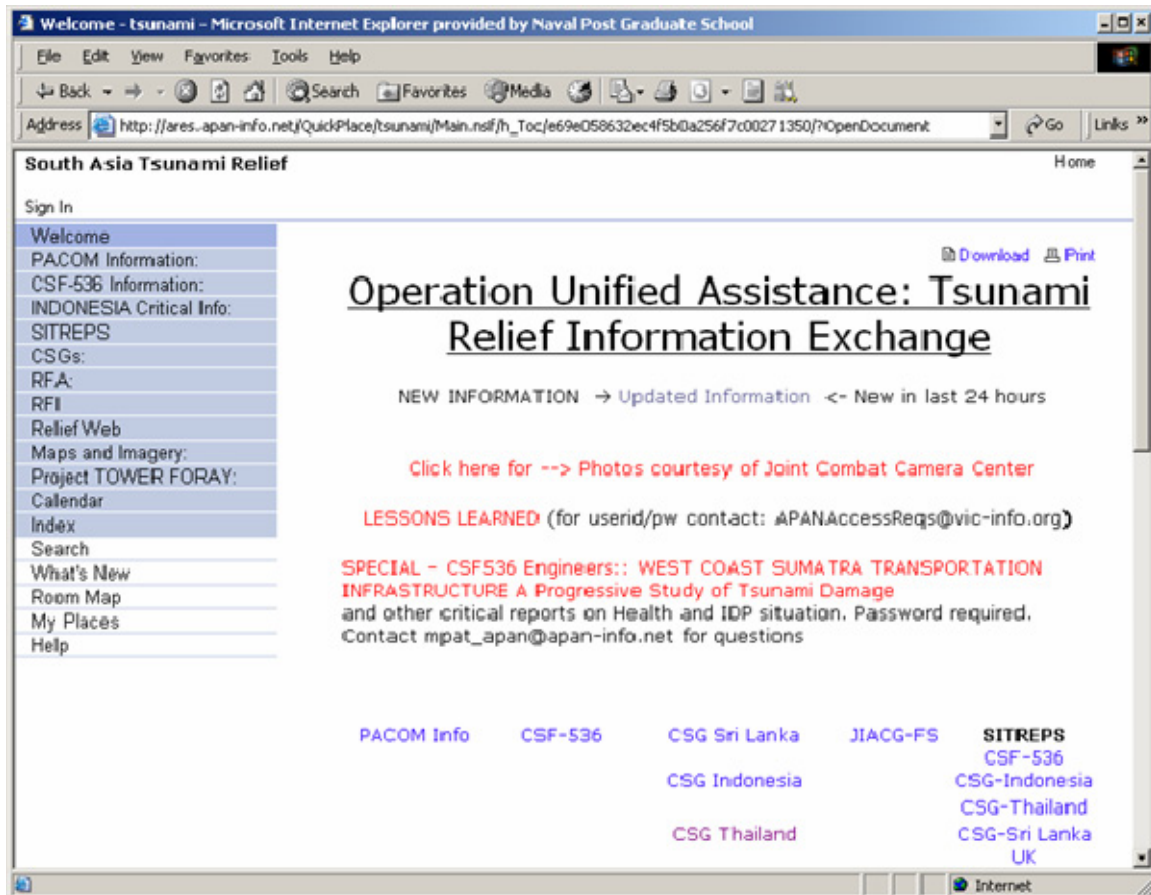 Welcome - tsunami - Microsoft Internet Explorer provided by Naval Post Graduate School
File Edit View Favorites Tools Help
Back Search Favorites Media
Address http://ares.apan-info.net/QuickPlace/tsunami/Main.nsf/h_Toc/e69e058632ec4f5b0a256f7c00271350/?OpenDocument Go Links »
South Asia Tsunami Relief Home
Sign In
Welcome
PACOM Information:
CSF-536 Information:
INDONESIA Critical Info:
SITREPS
CSGs:
RFA:
RFI
Relief Web
Maps and Imagery:
Project TOWER FORAY:
Calendar
Index
Search
What's New
Room Map
My Places
Help
Download Print
Operation Unified Assistance: Tsunami
Relief Information Exchange
NEW INFORMATION → Updated Information <- New in last 24 hours
Click here for --> Photos courtesy of Joint Combat Camera Center
LESSONS LEARNED (for userid/pw contact: APANAccessReqs@vic-info.org)
SPECIAL - CSF536 Engineers:: WEST COAST SUMATRA TRANSPORTATION
INFRASTRUCTURE A Progressive Study of Tsunami Damage
and other critical reports on Health and IDP situation. Password required.
Contact mpat_apan@apan-info.net for questions
PACOM Info CSF-536 CSG Sri Lanka JIACG-FS SITREPS
CSF-536
CSG Indonesia CSG-Indonesia
CSG-Thailand
CSG Thailand CSG-Sri Lanka
UK
Internet